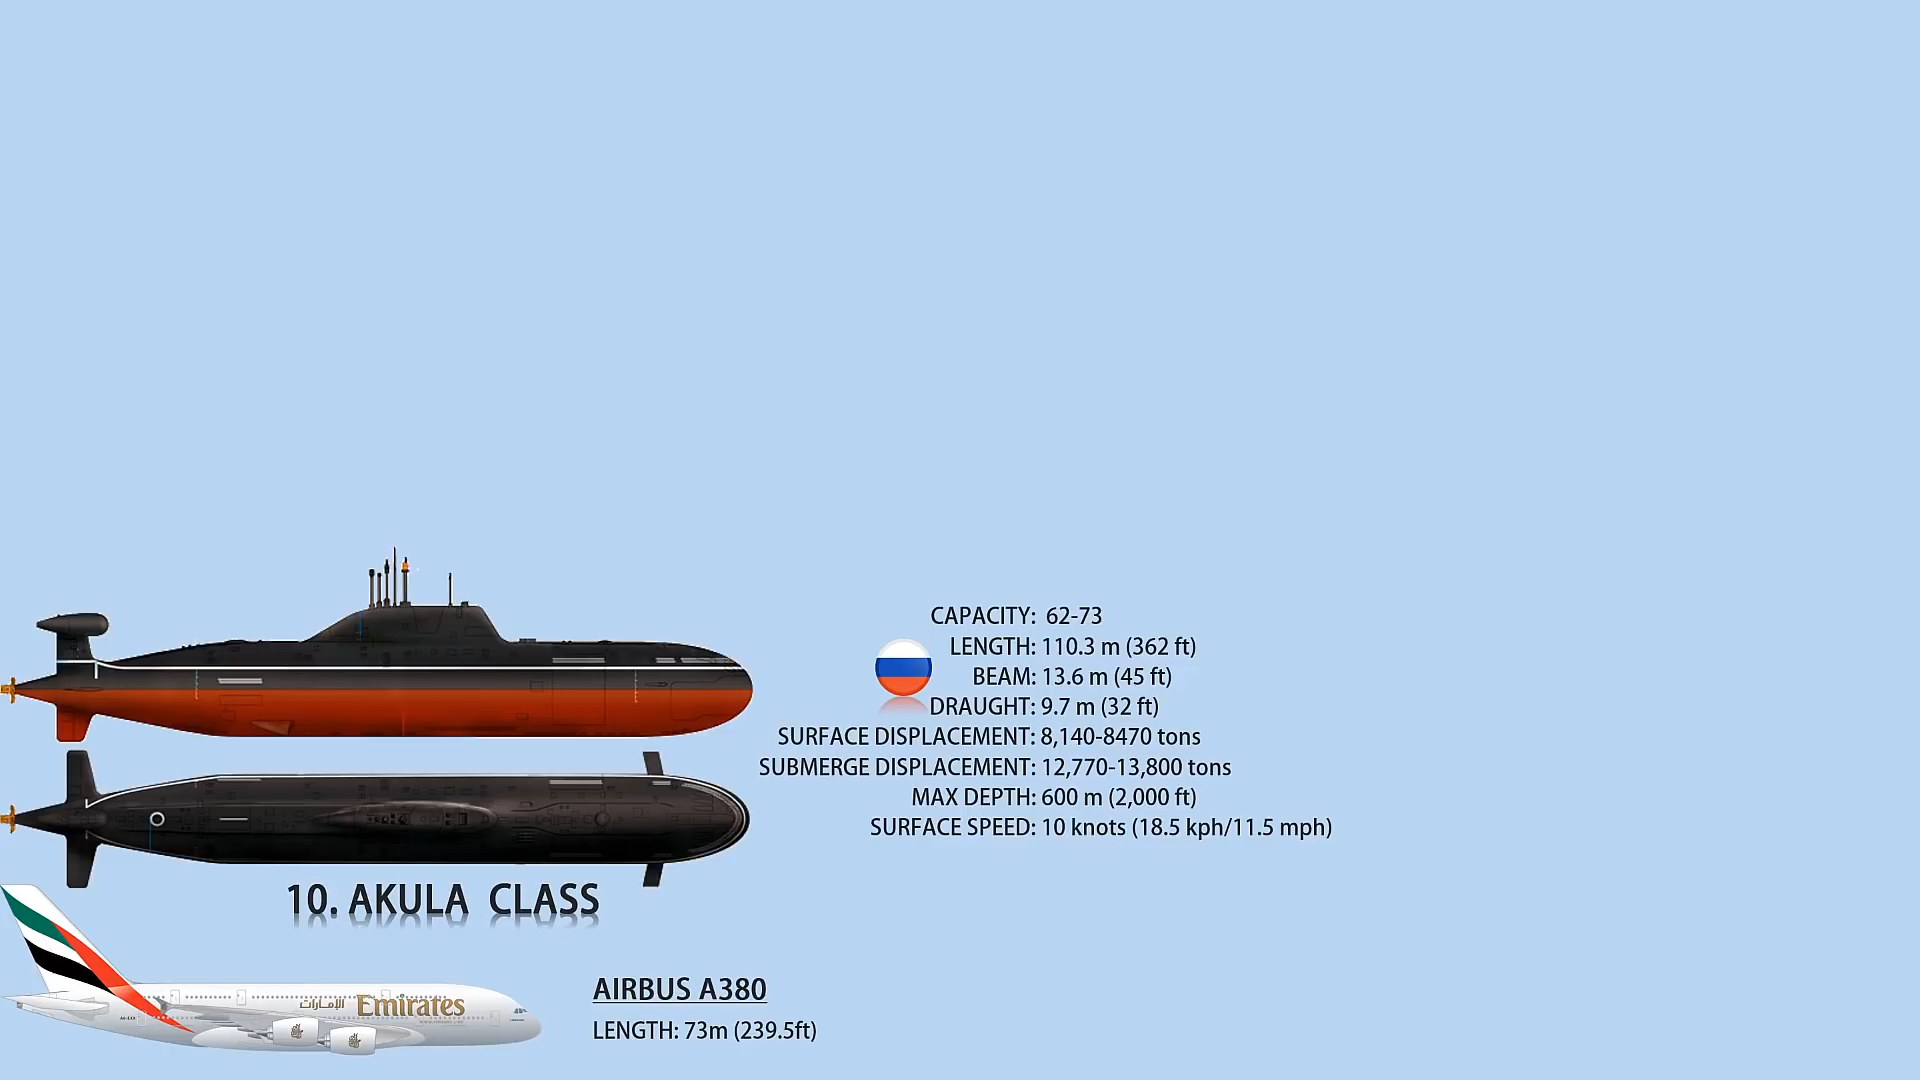 CAPACITY: 62-73
LENGTH: 110.3 m (362 ft)
BEAM: 13.6 m (45 ft)
DRAUGHT: 9.7 m (32 ft)
SURFACE DISPLACEMENT: 8,140-8470 tons
SUBMERGE DISPLACEMENT: 12,770-13,800 tons
MAX DEPTH: 600 m (2,000 ft)
SURFACE SPEED: 10 knots (18.5 kph/11.5 mph)
10. AKULA CLASS
الإمارات Emirates
AIRBUS A380
LENGTH: 73m (239.5ft)